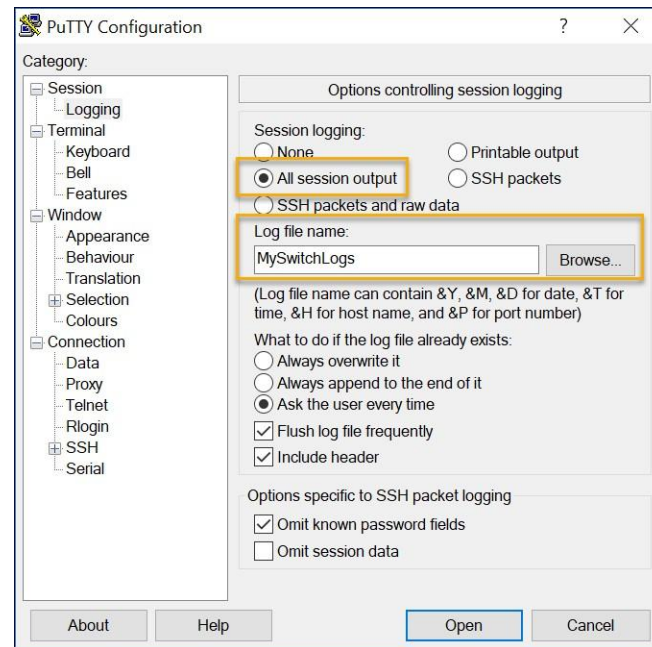 PuTTY Configuration
?
Category:
Session
Logging
Terminal
Keyboard
Bell
Features
Window
Appearance
Behaviour
Translation
Selection
Colours
Connection
Data
Proxy
Telnet
Rlogin
SSH
Serial
Options controlling session logging
Session logging:
None
Printable output
All session output
SSH packets
SSH packets and raw data
Log file name:
MySwitchLogs
Browse...
(Log file name can contain &Y, &M, &D for date, &T for
time, &H for host name, and &P for port number)
What to do if the log file already exists:
Always overwrite it
Always append to the end of it
Ask the user every time
Flush log file frequently
Include header
Options specific to SSH packet logging
Omit known password fields
Omit session data
About
Help
Open
Cancel